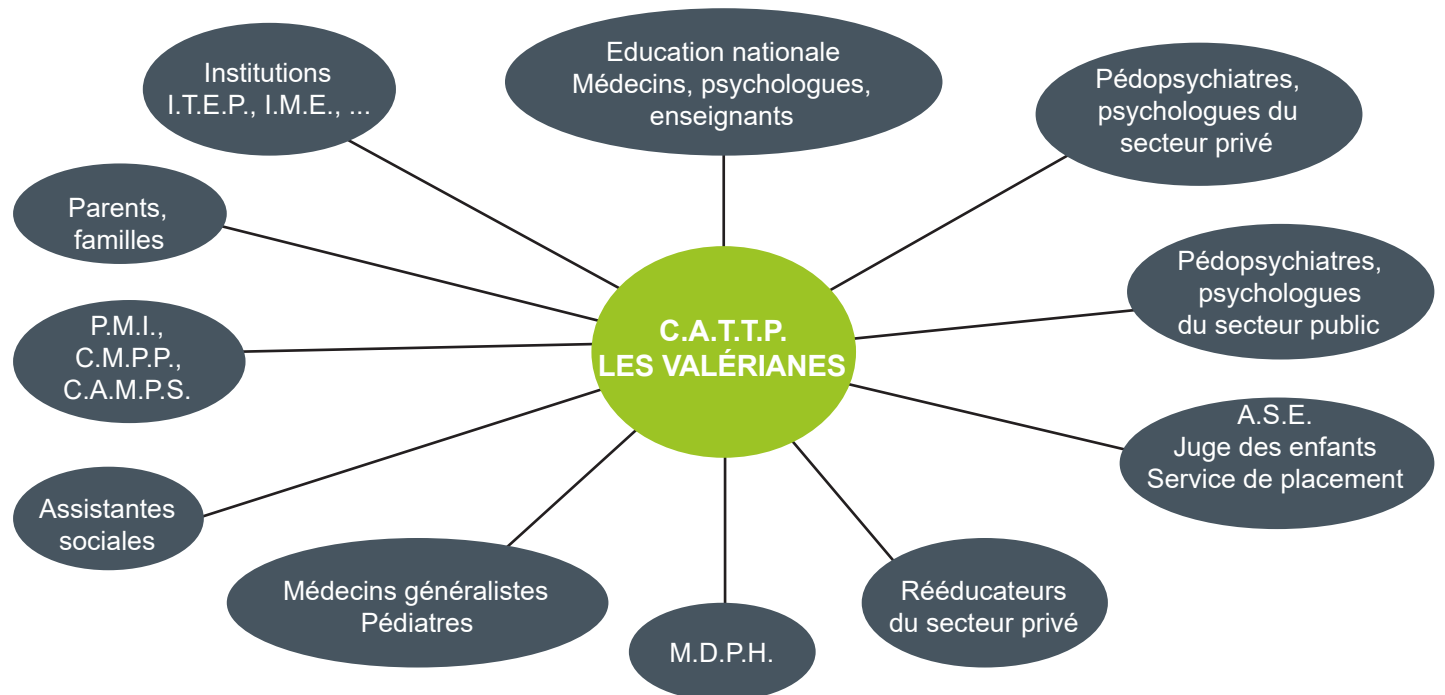 Institutions
I.T.E.P., I.M.E., ...
Education nationale
Médecins, psychologues,
enseignants
Pédopsychiatres,
psychologues du
secteur privé
Parents,
familles
Pédopsychiatres,
psychologues
du secteur public
C.A.T.T.P.
LES VALÉRIANES
P.M.I.,
C.M.P.P.,
C.A.M.P.S.
A.S.E.
Juge des enfants
Service de placement
Assistantes
sociales
Médecins généralistes
Pédiatres
M.D.P.H.
Rééducateurs
du secteur privé